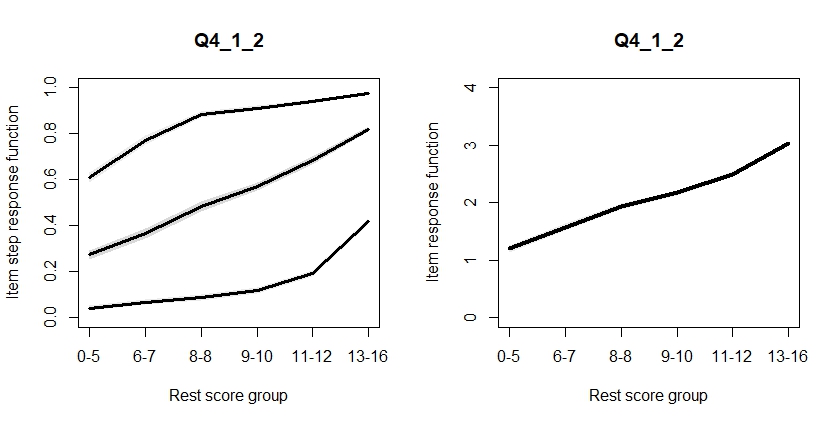 Q4_1_2
Item step response function
1.0
0.8
0.6
0.4
0.2
0.0
0-5 6-7 8-8 9-10 11-12 13-16
Rest score group
Q4_1_2
Item response function
4
3
2
1
0
0-5 6-7 8-8 9-10 11-12 13-16
Rest score group